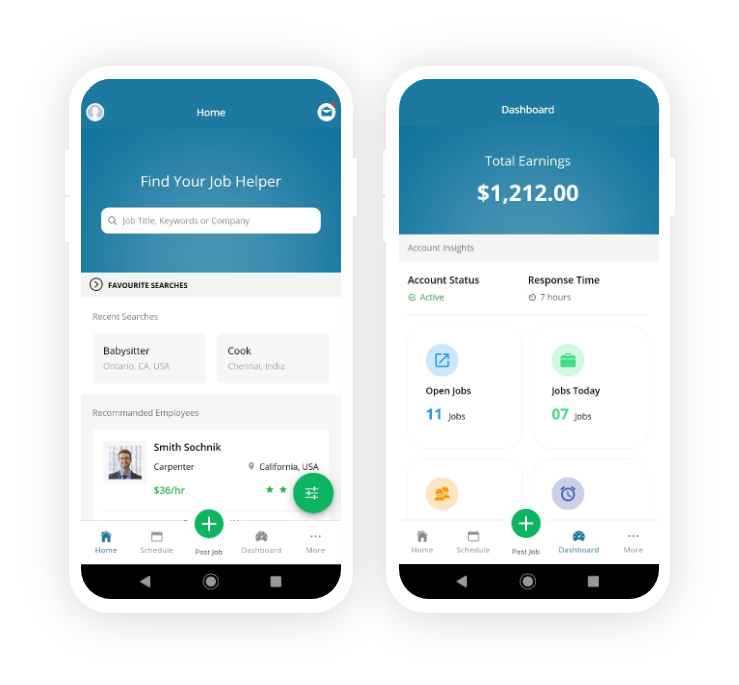 Home
Find Your Job Helper
Job Title, Keywords or Company
FAVOURITE SEARCHES
Recent Searches
Babysitter
Ontario, CA, USA
Cook
Chennai, India
Recommanded Employees
Smith Sochnik
Carpenter
California, USA
$36/hr
Home
Schedule
Post Job
Dashboard
More
Dashboard
Total Earnings
$1,212.00
Account Insights
Account Status
Response Time
Active
7 hours
Open Jobs
Jobs Today
11 Jobs
07 Jobs
Home
Schedule
Post Job
Dashboard
More